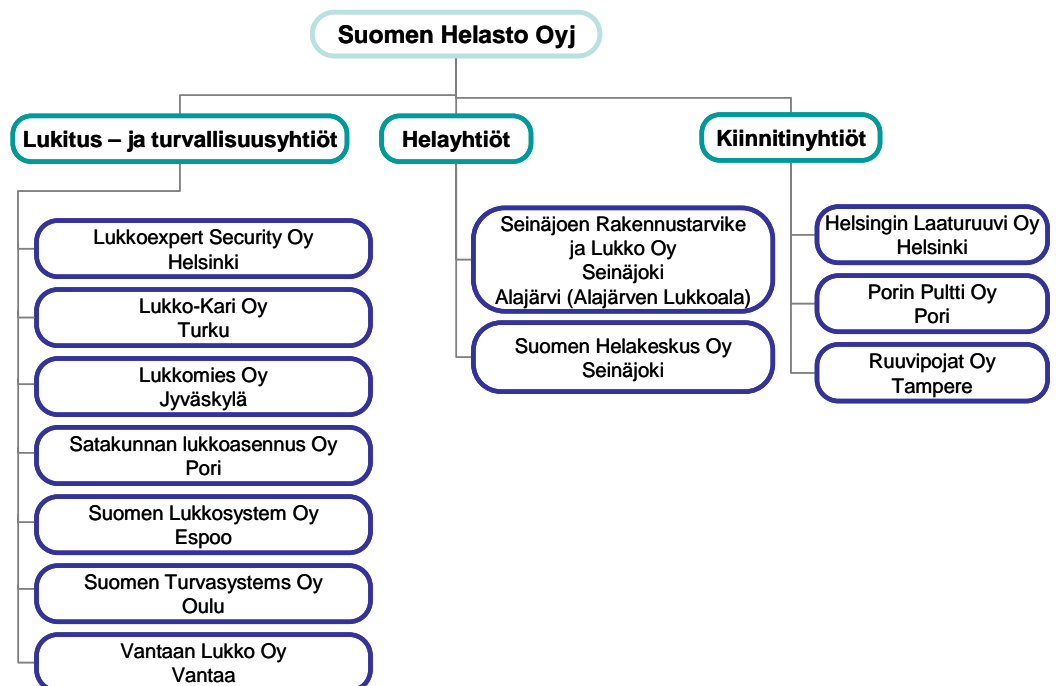 Suomen Helasto Oyj
Lukitus – ja turvallisuusyhtiöt
Helayhtiöt
Kiinnitinyhtiöt
Lukkoexpert Security Oy
Helsinki
Lukko-Kari Oy
Turku
Lukkomies Oy
Jyväskylä
Satakunnan lukkoasennus Oy
Pori
Suomen Lukkosystem Oy
Espoo
Suomen Turvasystems Oy
Oulu
Vantaan Lukko Oy
Vantaa
Seinäjoen Rakennustarvike
ja Lukko Oy
Seinäjoki
Alajärvi (Alajärven Lukkoala)
Suomen Helakeskus Oy
Seinäjoki
Helsingin Laaturuuvi Oy
Helsinki
Porin Pultti Oy
Pori
Ruuvipojat Oy
Tampere